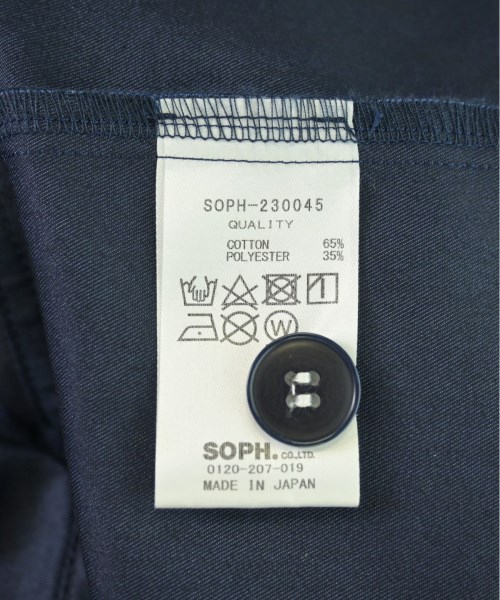 SOPH-230045
QUALITY
COTTON 65%
POLYESTER 35%
W
SOPH. CO.,LTD.
0120-207-019
MADE IN JAPAN